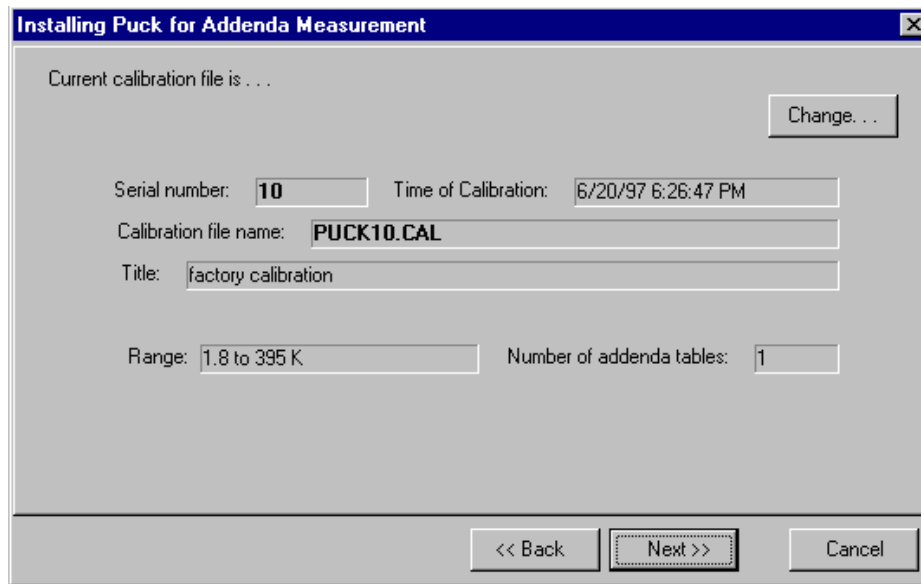 Installing Puck for Addenda Measurement
Current calibration file is . . .
Change. . .
Serial number: 10 Time of Calibration: 6/20/97 6:26:47 PM
Calibration file name: PUCK10.CAL
Title: factory calibration
Range: 1.8 to 395 K Number of addenda tables: 1
<< Back Next >> Cancel